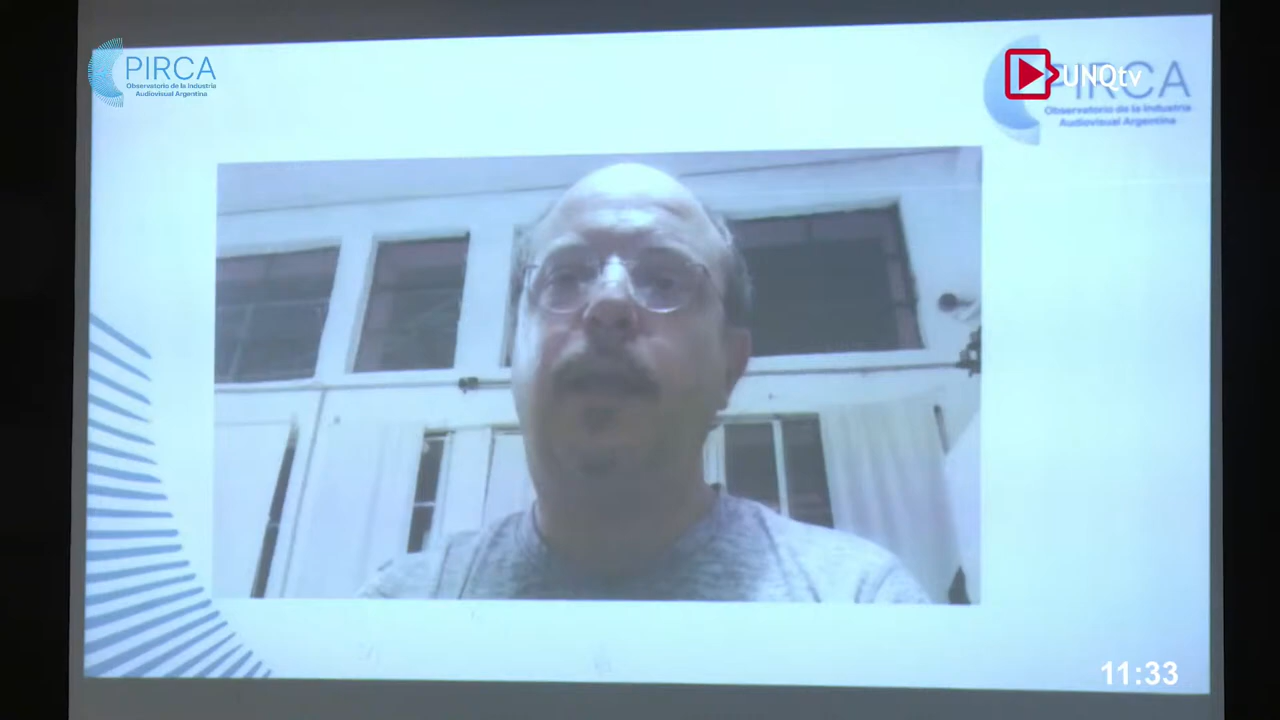 PIRCA
Observatorio de la Industria
Audiovisual Argentina
UNQtv
PIRCA
Observatorio de la Industria
Audiovisual Argentina
11:33